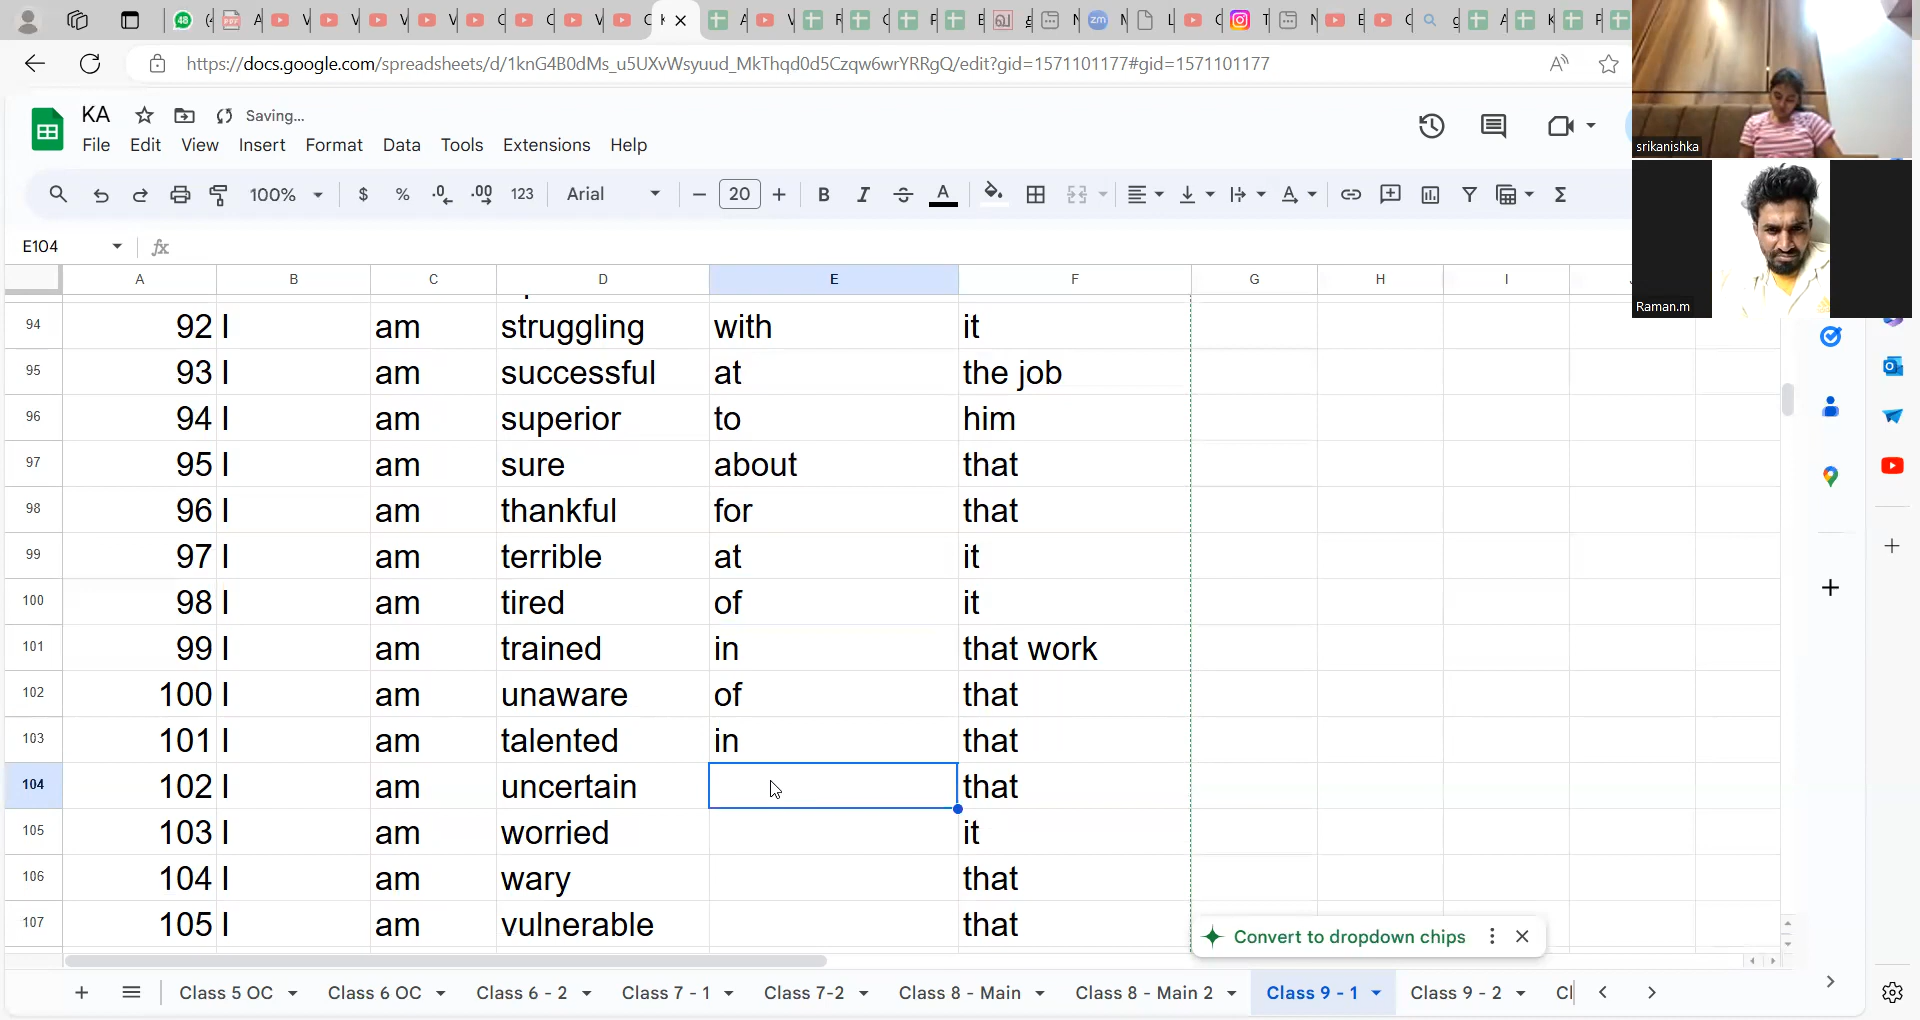 https://docs.google.com/spreadsheets/d/1knG4B0dMs_u5UXvWsyuud_MkThqd0d5Czqw6wrYRRgQ/edit?gid=1571101177#gid=1571101177
KA
Saving...
File Edit View Insert Format Data Tools Extensions Help
100% $ % .0 .00 123 Arial 20 B I A
E104 fx
A B C D E F G H I
94 92 I am struggling with it
95 93 I am successful at the job
96 94 I am superior to him
97 95 I am sure about that
98 96 I am thankful for that
99 97 I am terrible at it
100 98 I am tired of it
101 99 I am trained in that work
102 100 I am unaware of that
103 101 I am talented in that
104 102 I am uncertain that
105 103 I am worried it
106 104 I am wary that
107 105 I am vulnerable that
Convert to dropdown chips
Class 5 OC Class 6 OC Class 6 - 2 Class 7 - 1 Class 7-2 Class 8 - Main Class 8 - Main 2 Class 9 - 1 Class 9 - 2 Cl
srikanishka
Raman.m